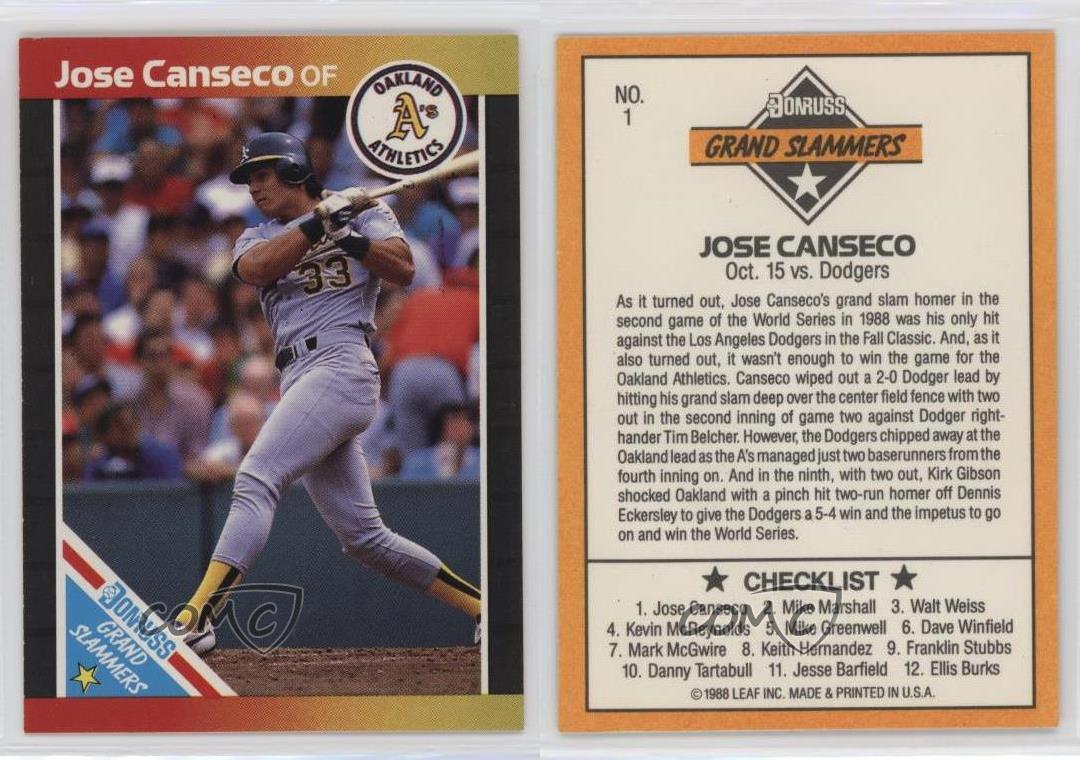 Jose Canseco OF
OAKLAND
A's
ATHLETICS
33
DONRUSS
GRAND
SLAMMERS
COMC
NO.
1
DONRUSS
GRAND SLAMMERS
JOSE CANSECO
Oct. 15 vs. Dodgers
As it turned out, Jose Canseco's grand slam homer in the
second game of the World Series in 1988 was his only hit
against the Los Angeles Dodgers in the Fall Classic. And, as it
also turned out, it wasn't enough to win the game for the
Oakland Athletics. Canseco wiped out a 2-0 Dodger lead by
hitting his grand slam deep over the center field fence with two
out in the second inning of game two against Dodger right-
hander Tim Belcher. However, the Dodgers chipped away at the
Oakland lead as the A's managed just two baserunners from the
fourth inning on. And in the ninth, with two out, Kirk Gibson
shocked Oakland with a pinch hit two-run homer off Dennis
Eckersley to give the Dodgers a 5-4 win and the impetus to go
on and win the World Series.
CHECKLIST
1. Jose Canseco 2. Mike Marshall 3. Walt Weiss
4. Kevin McReynolds 5. Mike Greenwell 6. Dave Winfield
7. Mark McGwire 8. Keith Hernandez 9. Franklin Stubbs
10. Danny Tartabull 11. Jesse Barfield 12. Ellis Burks
©1988 LEAF INC. MADE & PRINTED IN U.S.A.
COMC